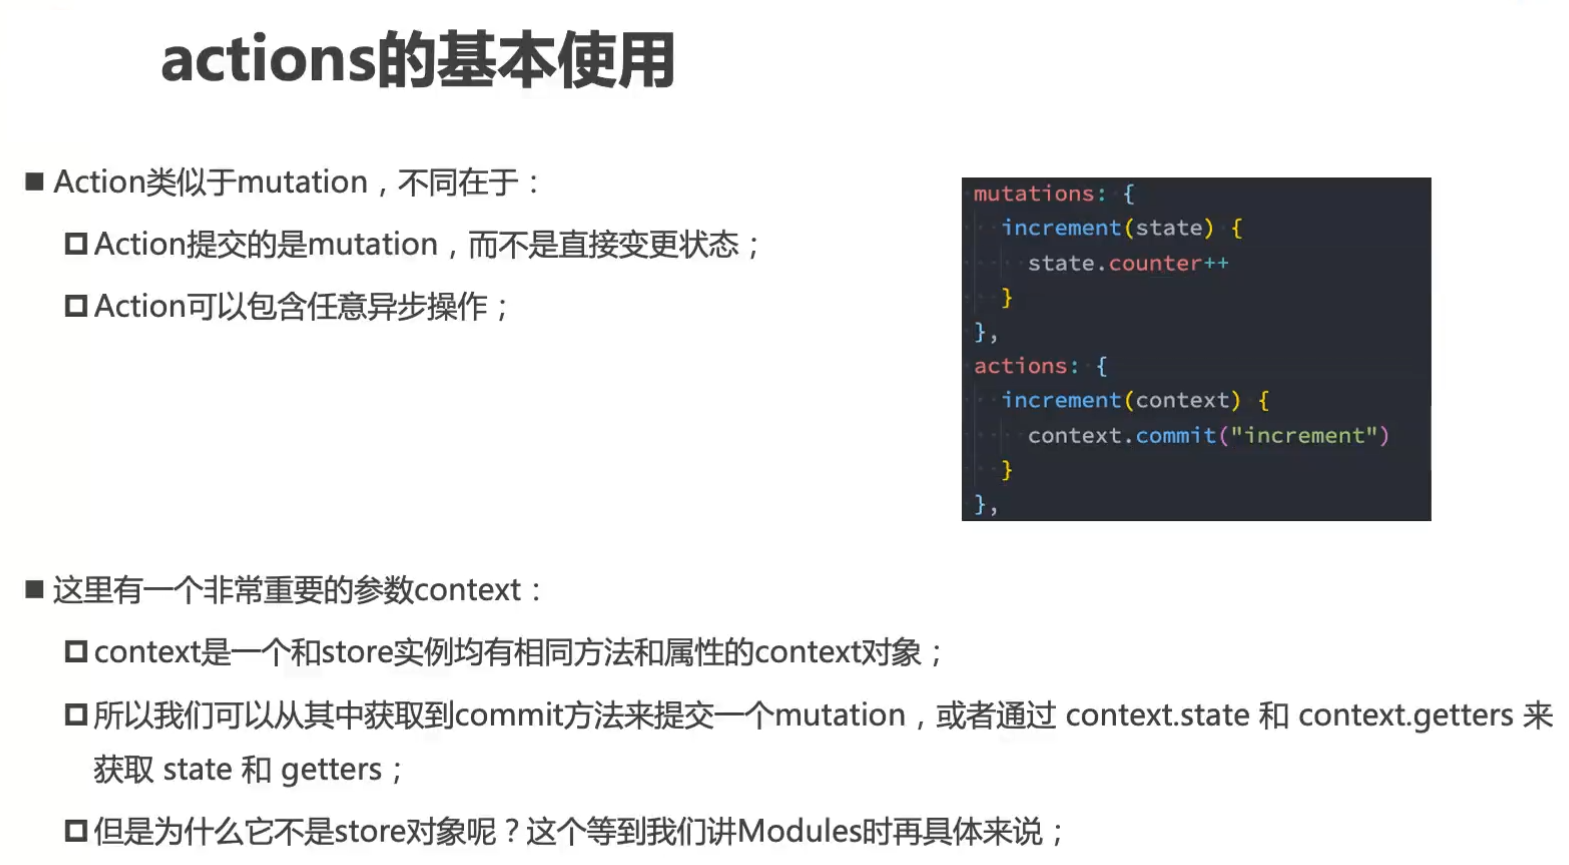 actions的基本使用
Action类似于mutation，不同在于：
Action提交的是mutation，而不是直接变更状态；
Action可以包含任意异步操作；
mutations: {
increment(state) {
state.counter++
}
},
actions: {
increment(context) {
context.commit("increment")
}
},
这里有一个非常重要的参数context：
context是一个和store实例均有相同方法和属性的context对象；
所以我们可以从其中获取到commit方法来提交一个mutation，或者通过 context.state 和 context.getters 来
获取 state 和 getters；
但是为什么它不是store对象呢？这个等到我们讲Modules时再具体来说；